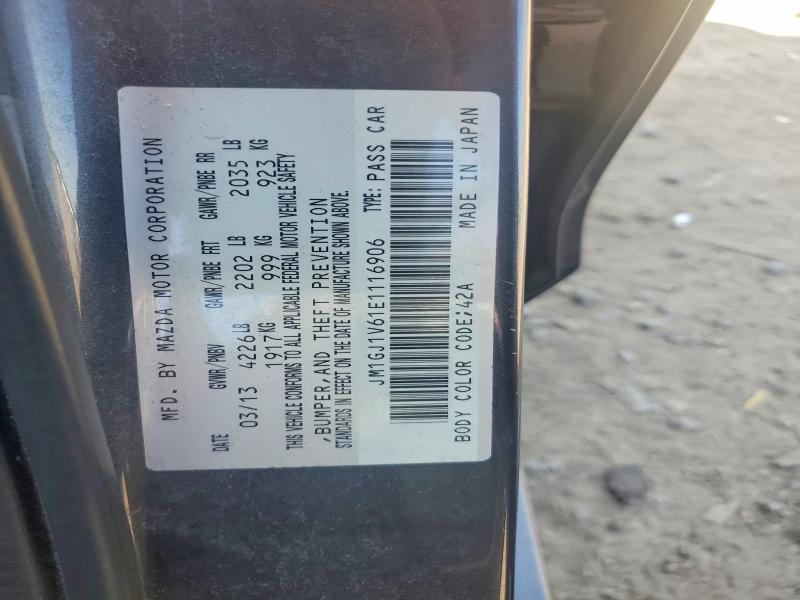 MFD. BY MAZDA MOTOR CORPORATION
DATE GVWR/PNBV GAWR/PNBE FRT GAWR/PNBE RR
03/13 4226LB 2202 LB 2035 LB
1917KG 999 KG 923 KG
THIS VEHICLE CONFORMS TO ALL APPLICABLE FEDERAL MOTOR VEHICLE SAFETY
,BUMPER,AND THEFT PREVENTION
STANDARDS IN EFFECT ON THE DATE OF MANUFACTURE SHOWN ABOVE.
JM1GJ1V61E1116906 TYPE: PASS CAR
BODY COLOR CODE;42A MADE IN JAPAN